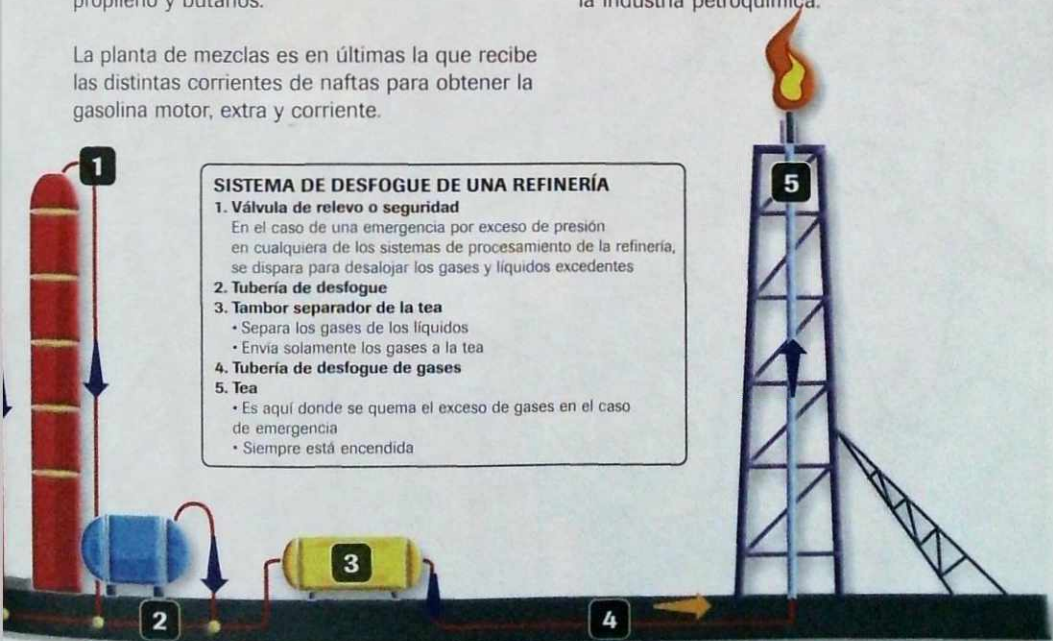 propileno y butanos.
la industria petroquímica.
La planta de mezclas es en últimas la que recibe
las distintas corrientes de naftas para obtener la
gasolina motor, extra y corriente.
1
5
SISTEMA DE DESFOGUE DE UNA REFINERÍA
1. Válvula de relevo o seguridad
En el caso de una emergencia por exceso de presión
en cualquiera de los sistemas de procesamiento de la refinería,
se dispara para desalojar los gases y líquidos excedentes
2. Tubería de desfogue
3. Tambor separador de la tea
• Separa los gases de los líquidos
• Envía solamente los gases a la tea
4. Tubería de desfogue de gases
5. Tea
• Es aquí donde se quema el exceso de gases en el caso
de emergencia
• Siempre está encendida
3
2
4